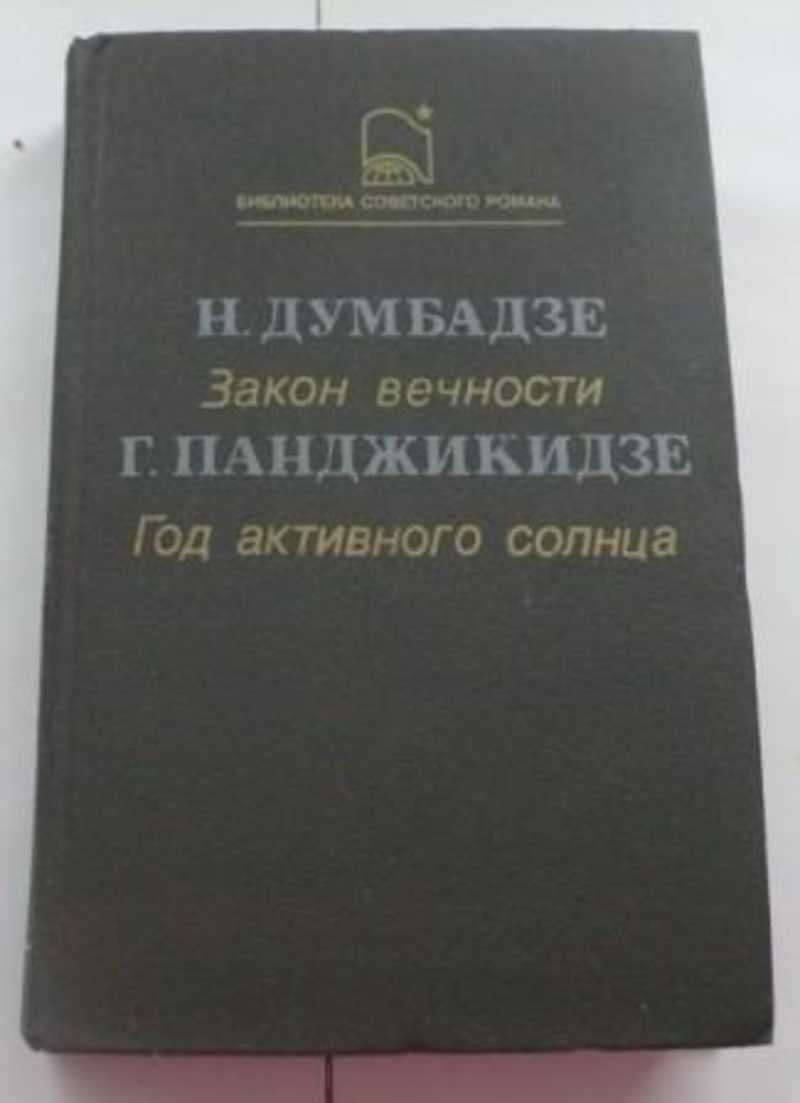 БИБЛИОТЕКА СОВЕТСКОГО РОМАНА
Н. ДУМБАДЗЕ
Закон вечности
Г. ПАНДЖИКИДЗЕ
Год активного солнца